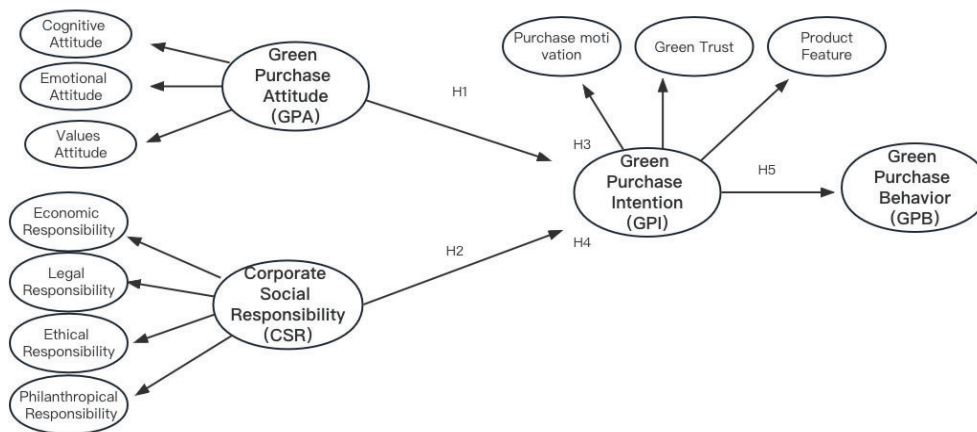 Cognitive
Attitude
Emotional
Attitude
Values
Attitude
Green
Purchase
Attitude
(GPA)
H1
Purchase moti
vation
Green Trust
Product
Feature
H3
Green
Purchase
Intention
(GPI)
H4
H5
Green
Purchase
Behavior
(GPB)
Economic
Responsibility
Legal
Responsibility
Ethical
Responsibility
Philanthropical
Responsibility
Corporate
Social
Responsibility
(CSR)
H2